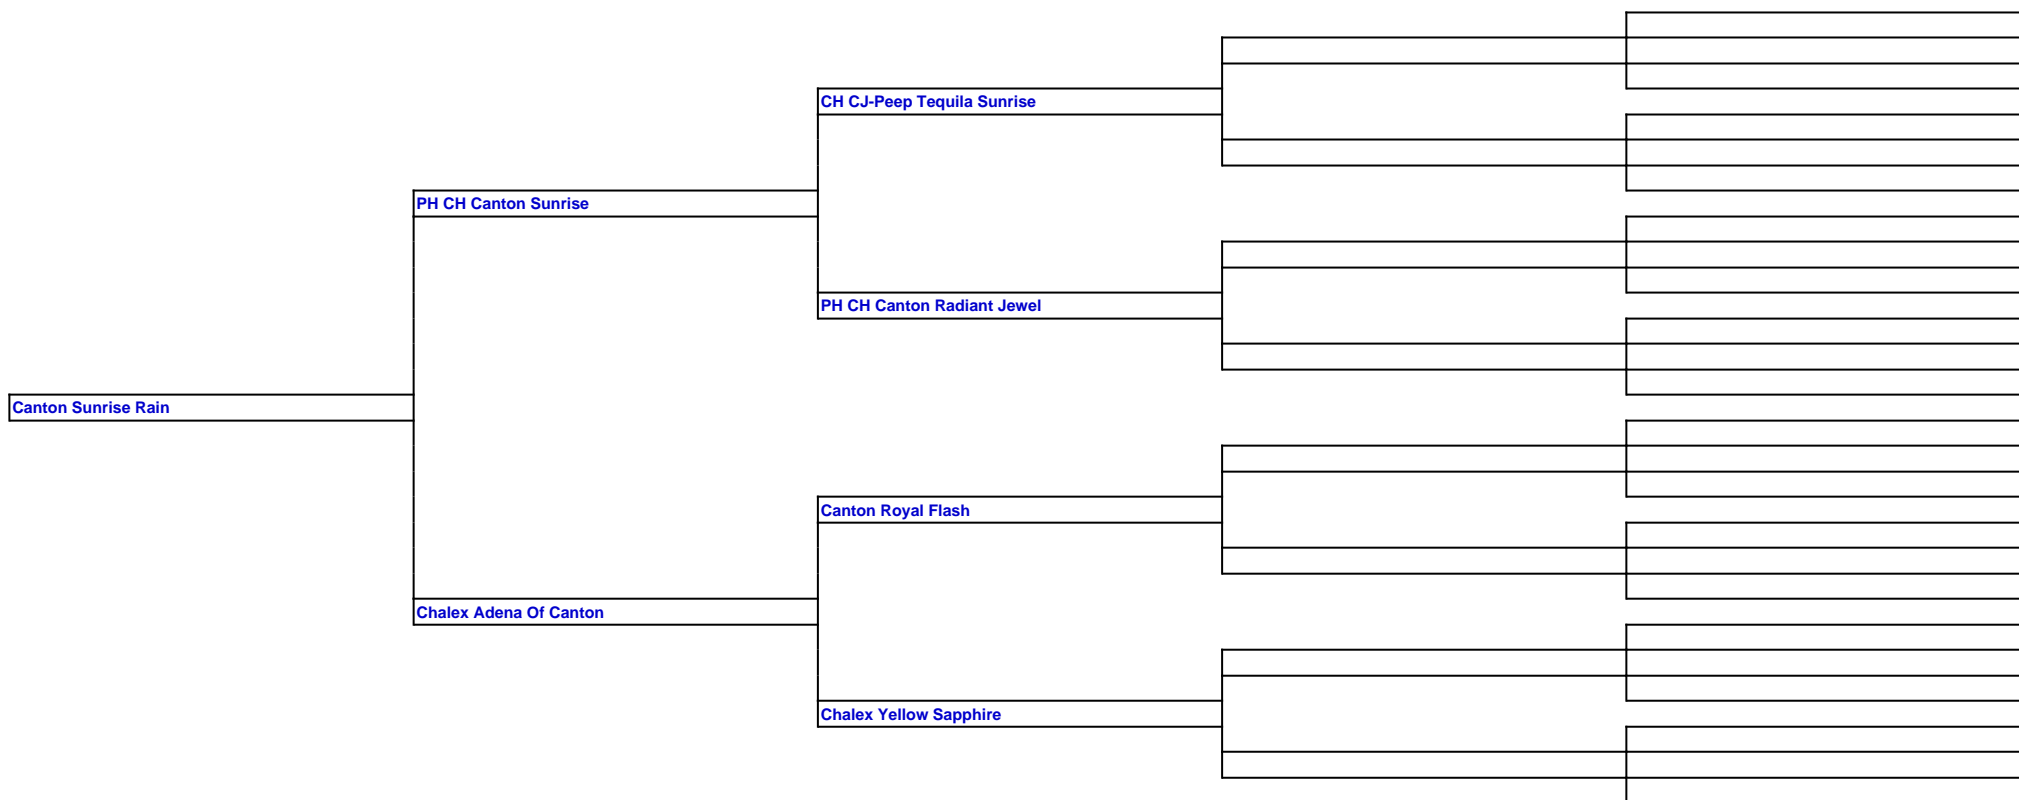 CH CJ-Peep Tequila Sunrise
PH CH Canton Sunrise
PH CH Canton Radiant Jewel
Canton Sunrise Rain
Canton Royal Flash
Chalex Adena Of Canton
Chalex Yellow Sapphire